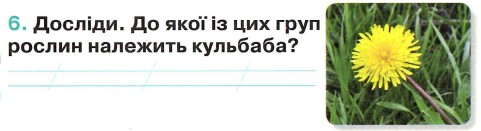 6. Досліди. До якої із цих груп
рослин належить кульбаба?